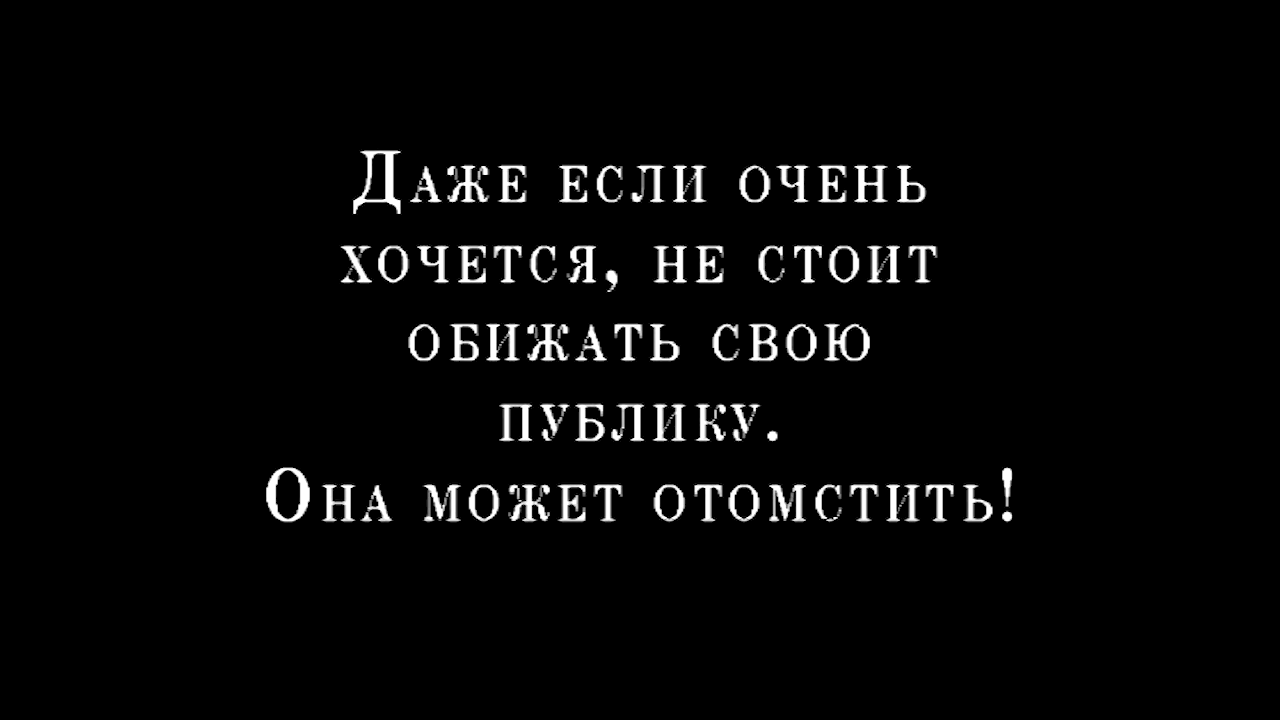 Даже если очень
хочется, не стоит
обижать свою
публику.
Она может отомстить!